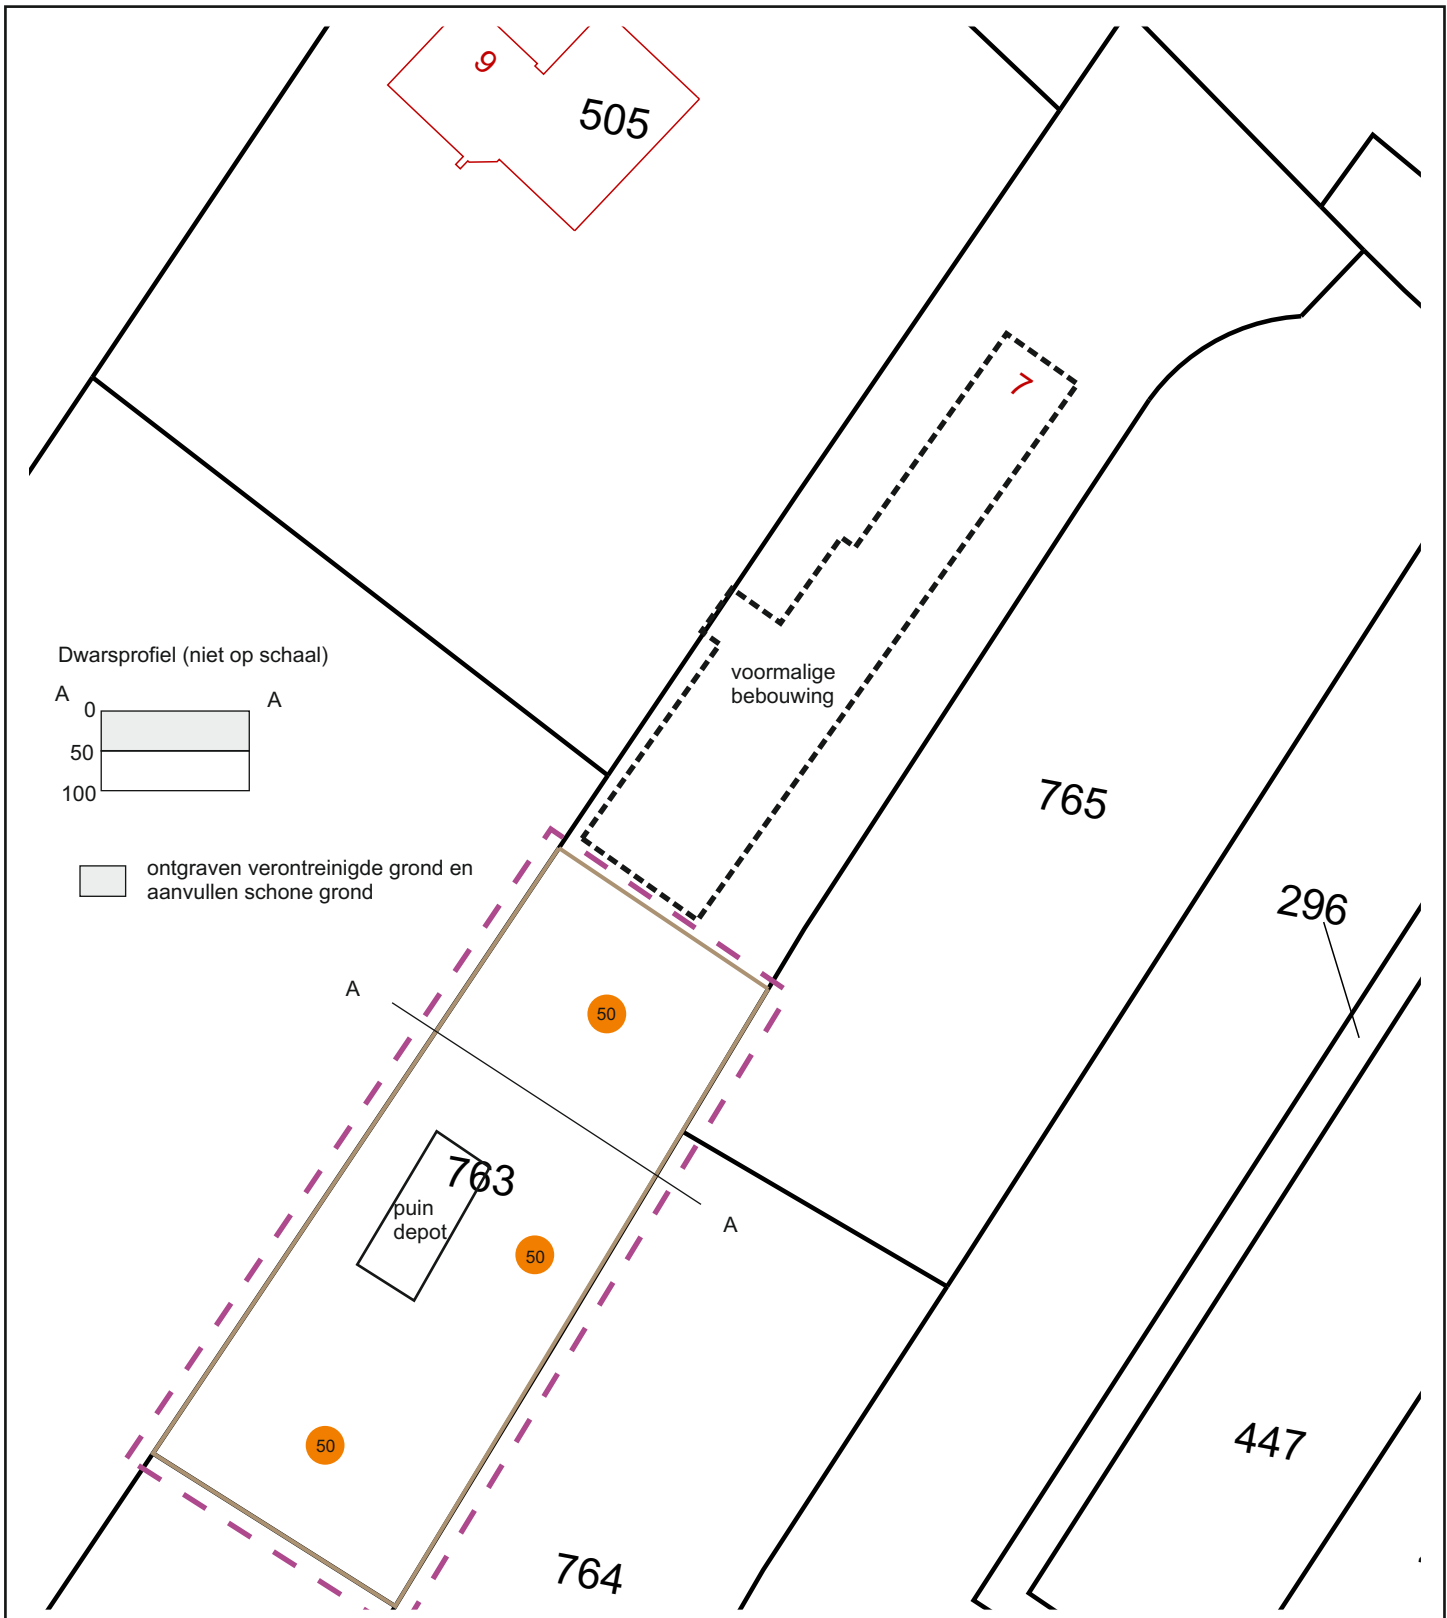 9
505
7
Dwarsprofiel (niet op schaal)
A
A
0
50
100
voormalige
bebouwing
765
ontgraven verontreinigde grond en
aanvullen schone grond
296
A
50
763
puin
depot
A
50
50
447
764